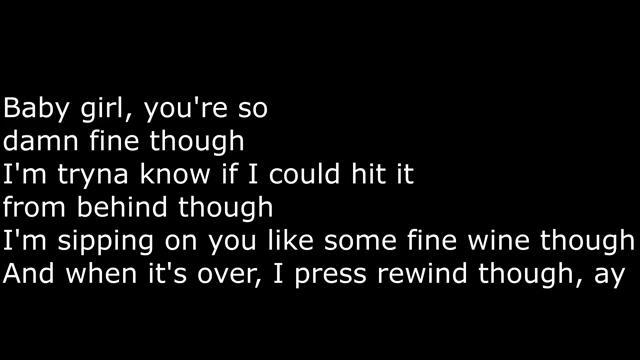 Baby girl, you're so
damn fine though
I'm tryna know if I could hit it
from behind though
I'm sipping on you like some fine wine though
And when it's over, I press rewind though, ay